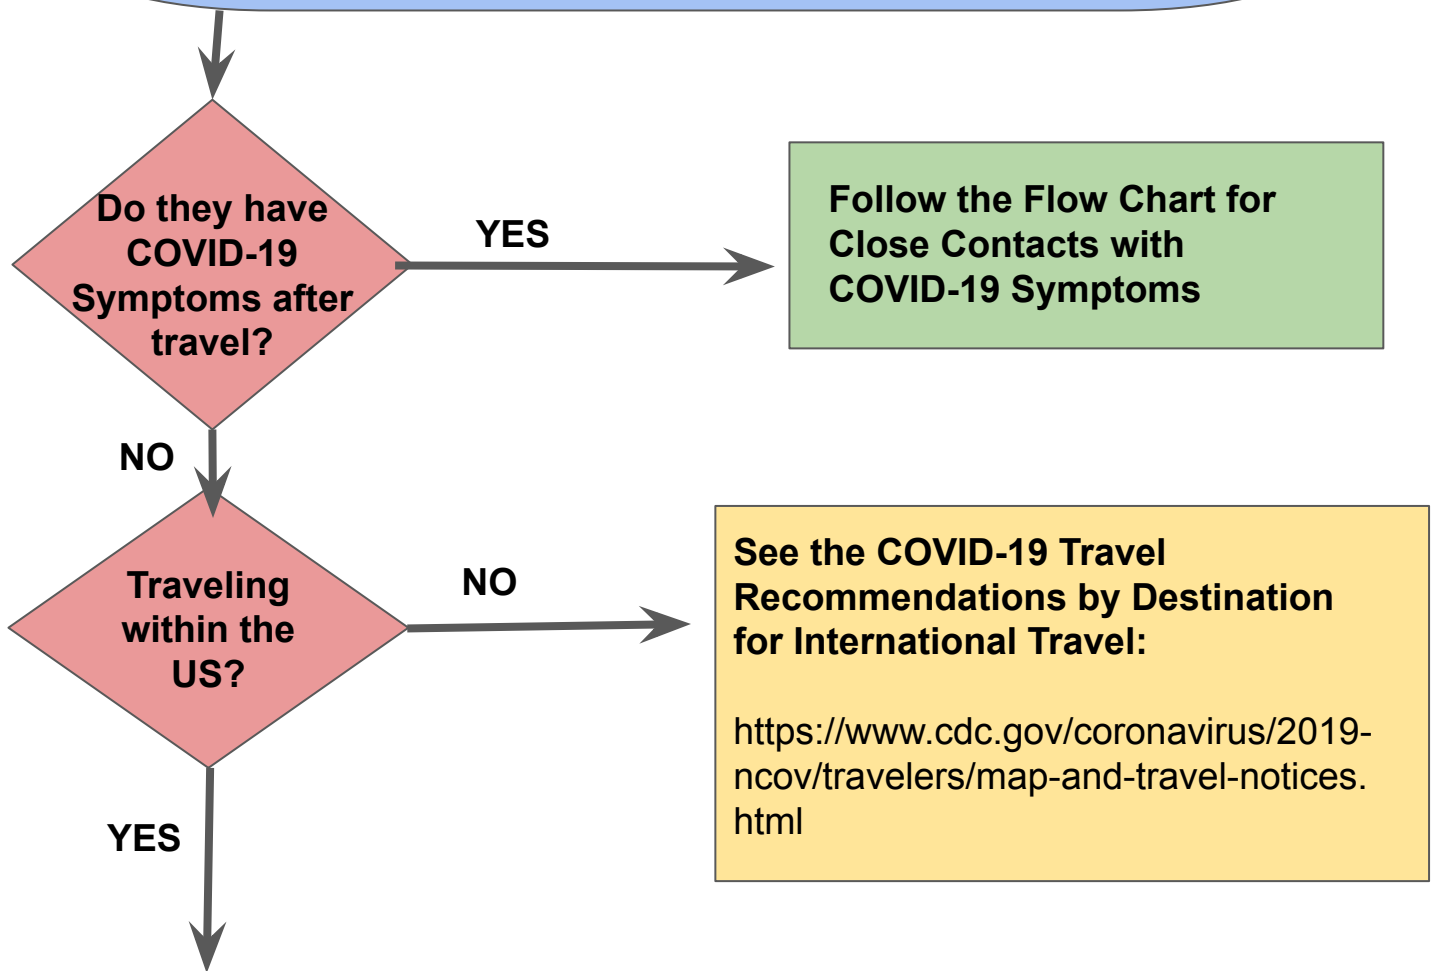 Do they have
COVID-19
Symptoms after
travel?
YES
Follow the Flow Chart for
Close Contacts with
COVID-19 Symptoms
NO
Traveling
within the
US?
NO
See the COVID-19 Travel
Recommendations by Destination
for International Travel:
https://www.cdc.gov/coronavirus/2019-
ncov/travelers/map-and-travel-notices.
html
YES